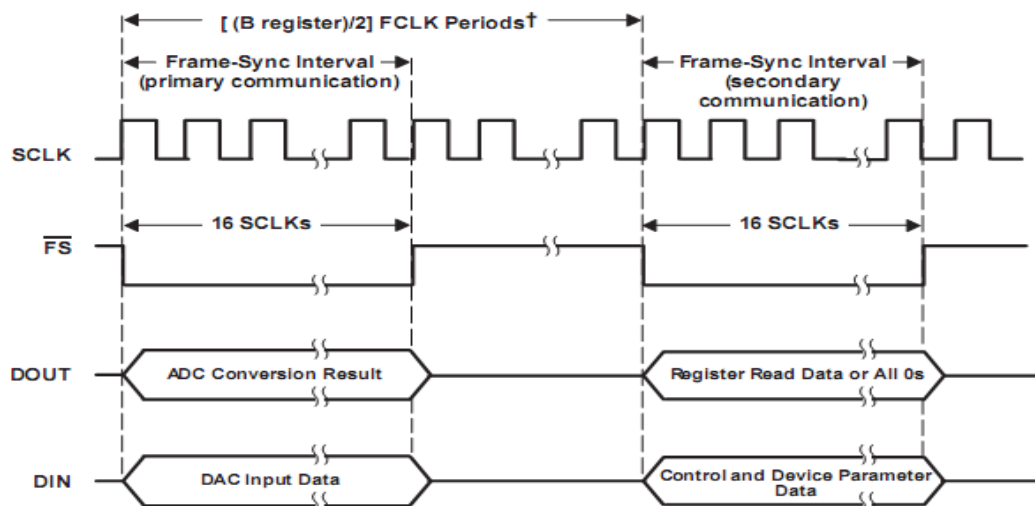 [ (B register)/2] FCLK Periods†
Frame-Sync Interval
(primary communication)
Frame-Sync Interval
(secondary
communication)
SCLK
16 SCLKs
16 SCLKs
FS
DOUT
ADC Conversion Result
Register Read Data or All 0s
DIN
DAC Input Data
Control and Device Parameter
Data